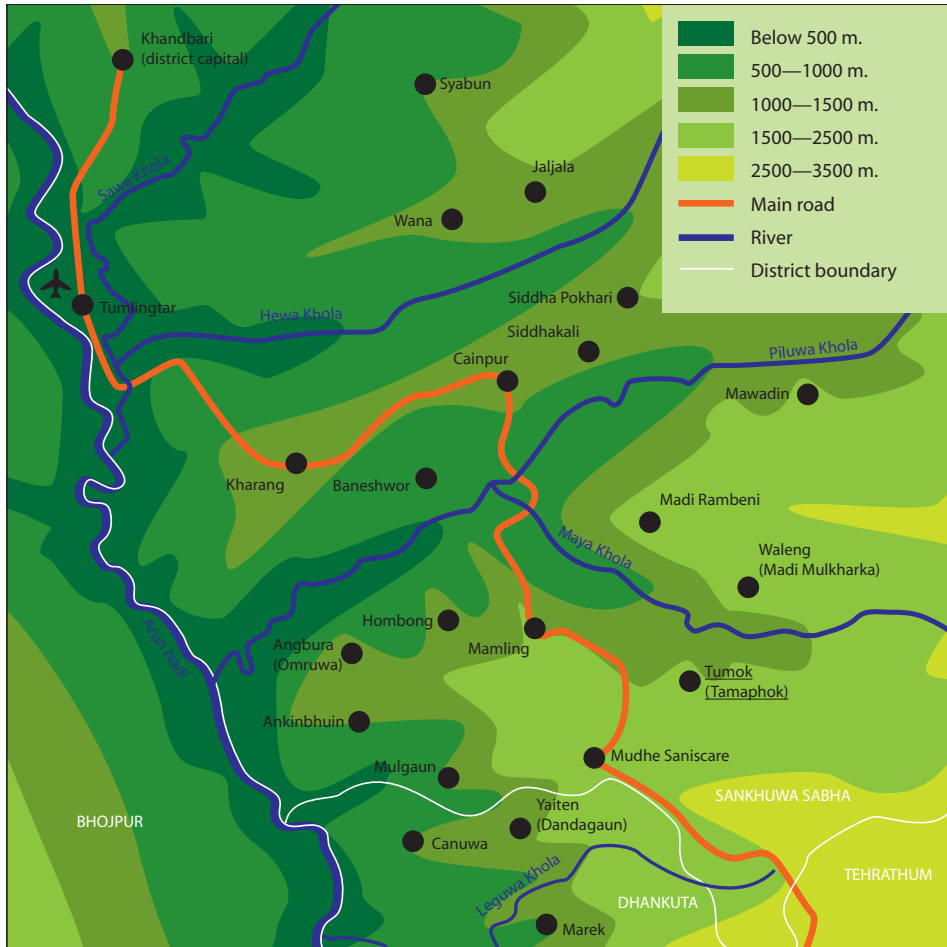 Khandbari
(district capital)
Syabun
Below 500 m.
500—1000 m.
1000—1500 m.
1500—2500 m.
2500—3500 m.
Main road
River
District boundary
Sawa Khola
Jaljala
Wana
Tumlingtar
Hewa Khola
Siddha Pokhari
Siddhakali
Cainpur
Piluwa Khola
Mawadin
Kharang
Baneshwor
Madi Rambeni
Maya Khola
Waleng
(Madi Mulkharka)
Arun Nadi
Hombong
Angbura
(Omruwa)
Mamling
Tumok
(Tamaphok)
Ankinbhuin
Mudhe Saniscare
Mulgaun
SANKHUWA SABHA
BHOJPUR
Yaiten
(Dandagaun)
Canuwa
Leguwa Khola
TEHRATHUM
DHANKUTA
Marek